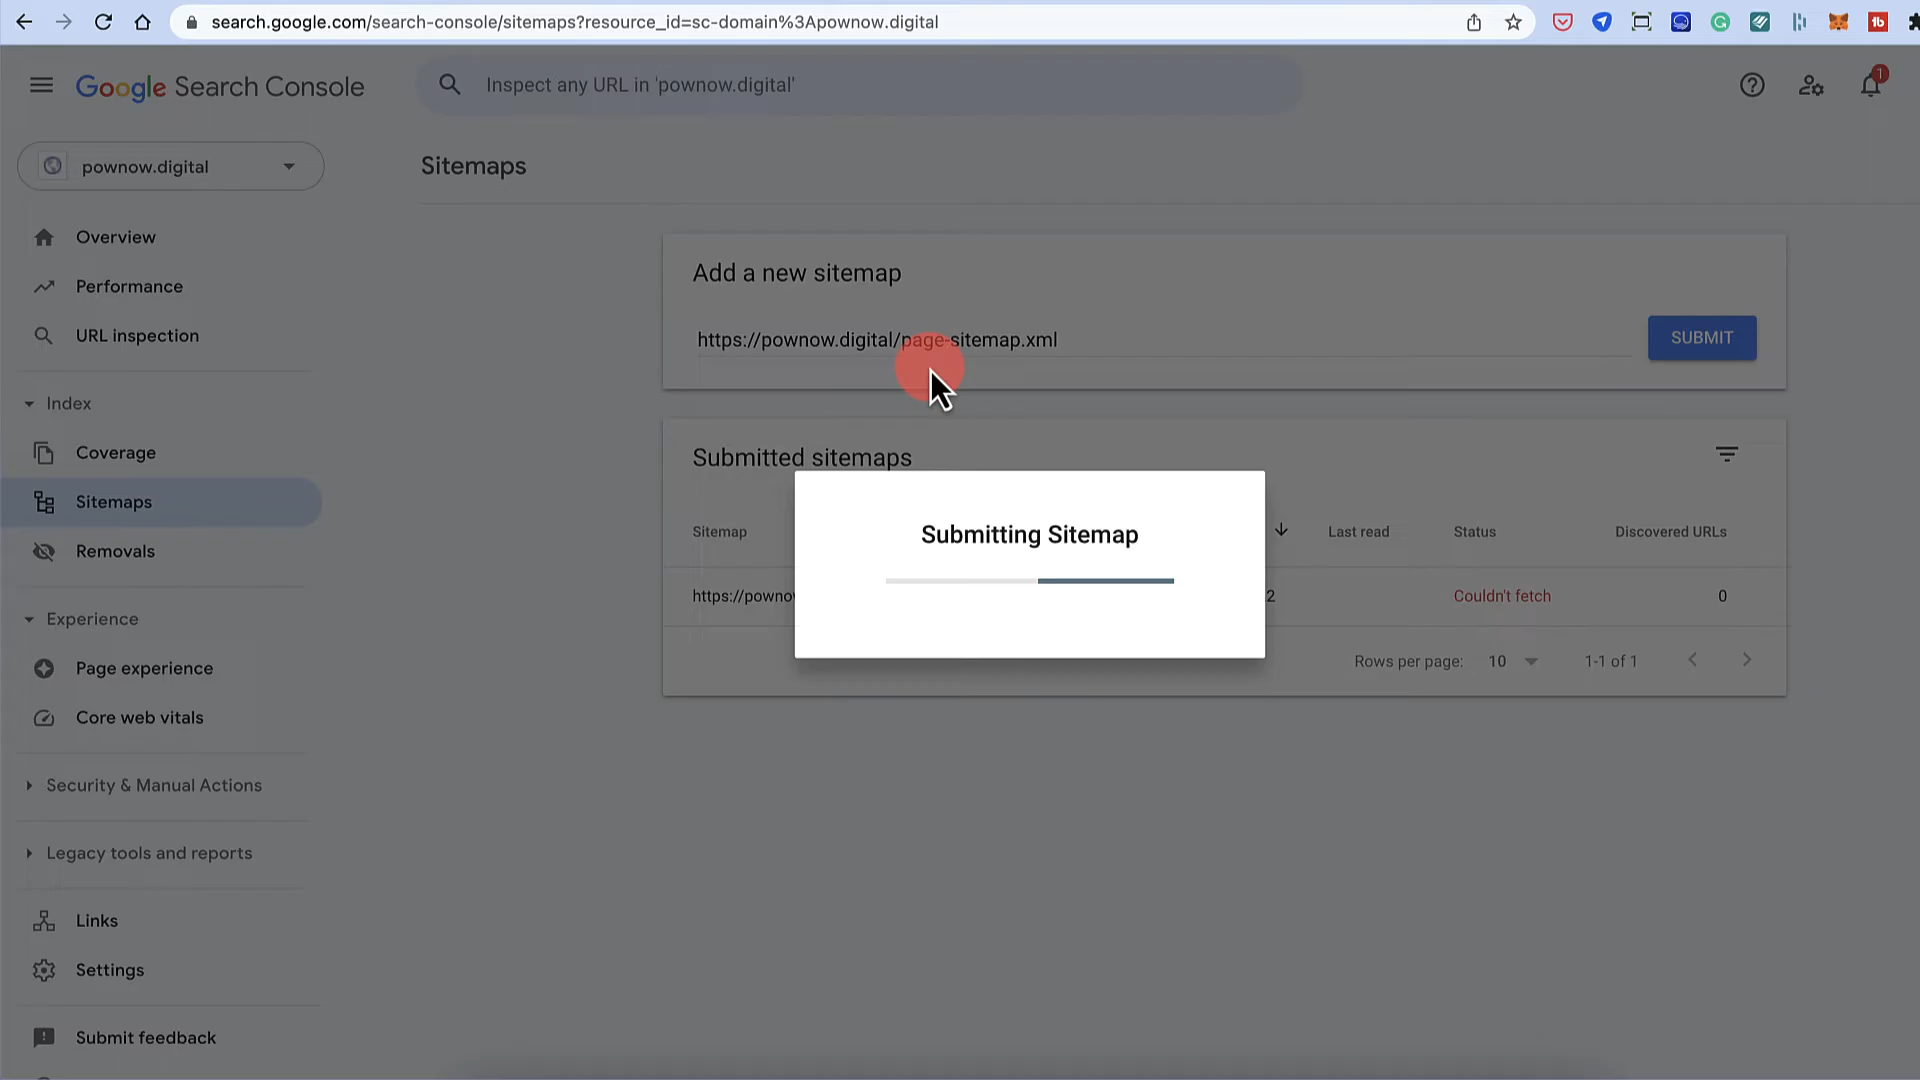 search.google.com/search-console/sitemaps?resource_id=sc-domain%3Apownow.digital
Google Search Console
Inspect any URL in 'pownow.digital'
1
pownow.digital
Sitemaps
Overview
Performance
URL inspection
Index
Coverage
Sitemaps
Removals
Experience
Page experience
Core web vitals
Security & Manual Actions
Legacy tools and reports
Links
Settings
Submit feedback
Add a new sitemap
https://pownow.digital/page-sitemap.xml
SUBMIT
Submitted sitemaps
Sitemap Last read Status Discovered URLs
https://pownow 2 Couldn't fetch 0
Rows per page: 10 1-1 of 1
Submitting Sitemap